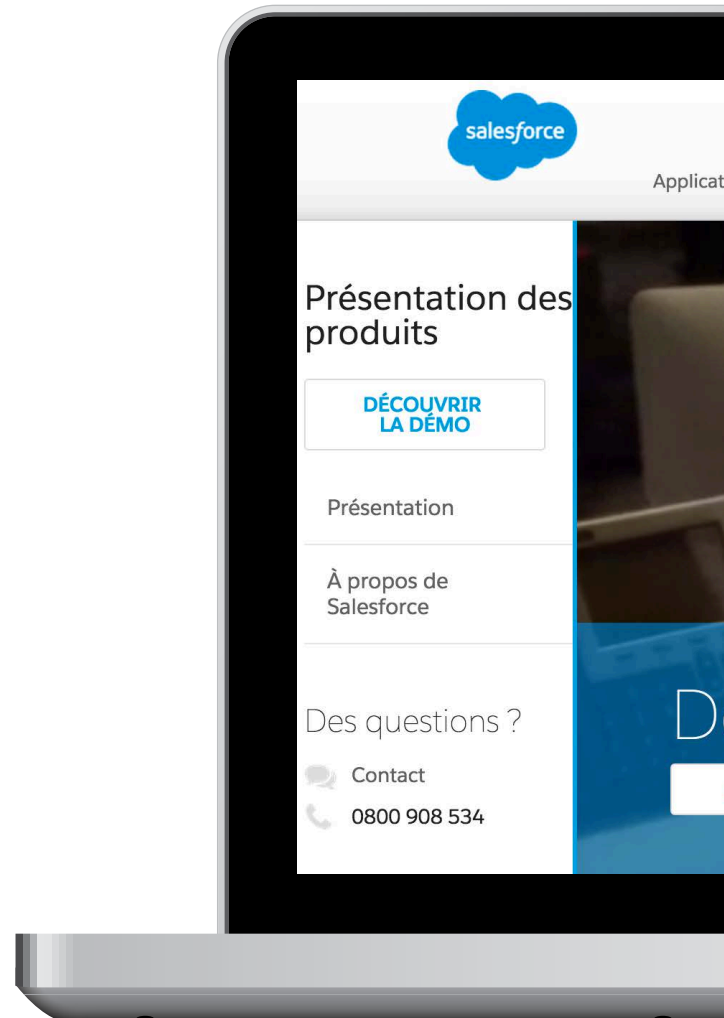 salesforce
Applicat
Présentation des
produits
DÉCOUVRIR
LA DÉMO
Présentation
À propos de
Salesforce
Des questions ?
Contact
0800 908 534